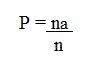 P = na
n